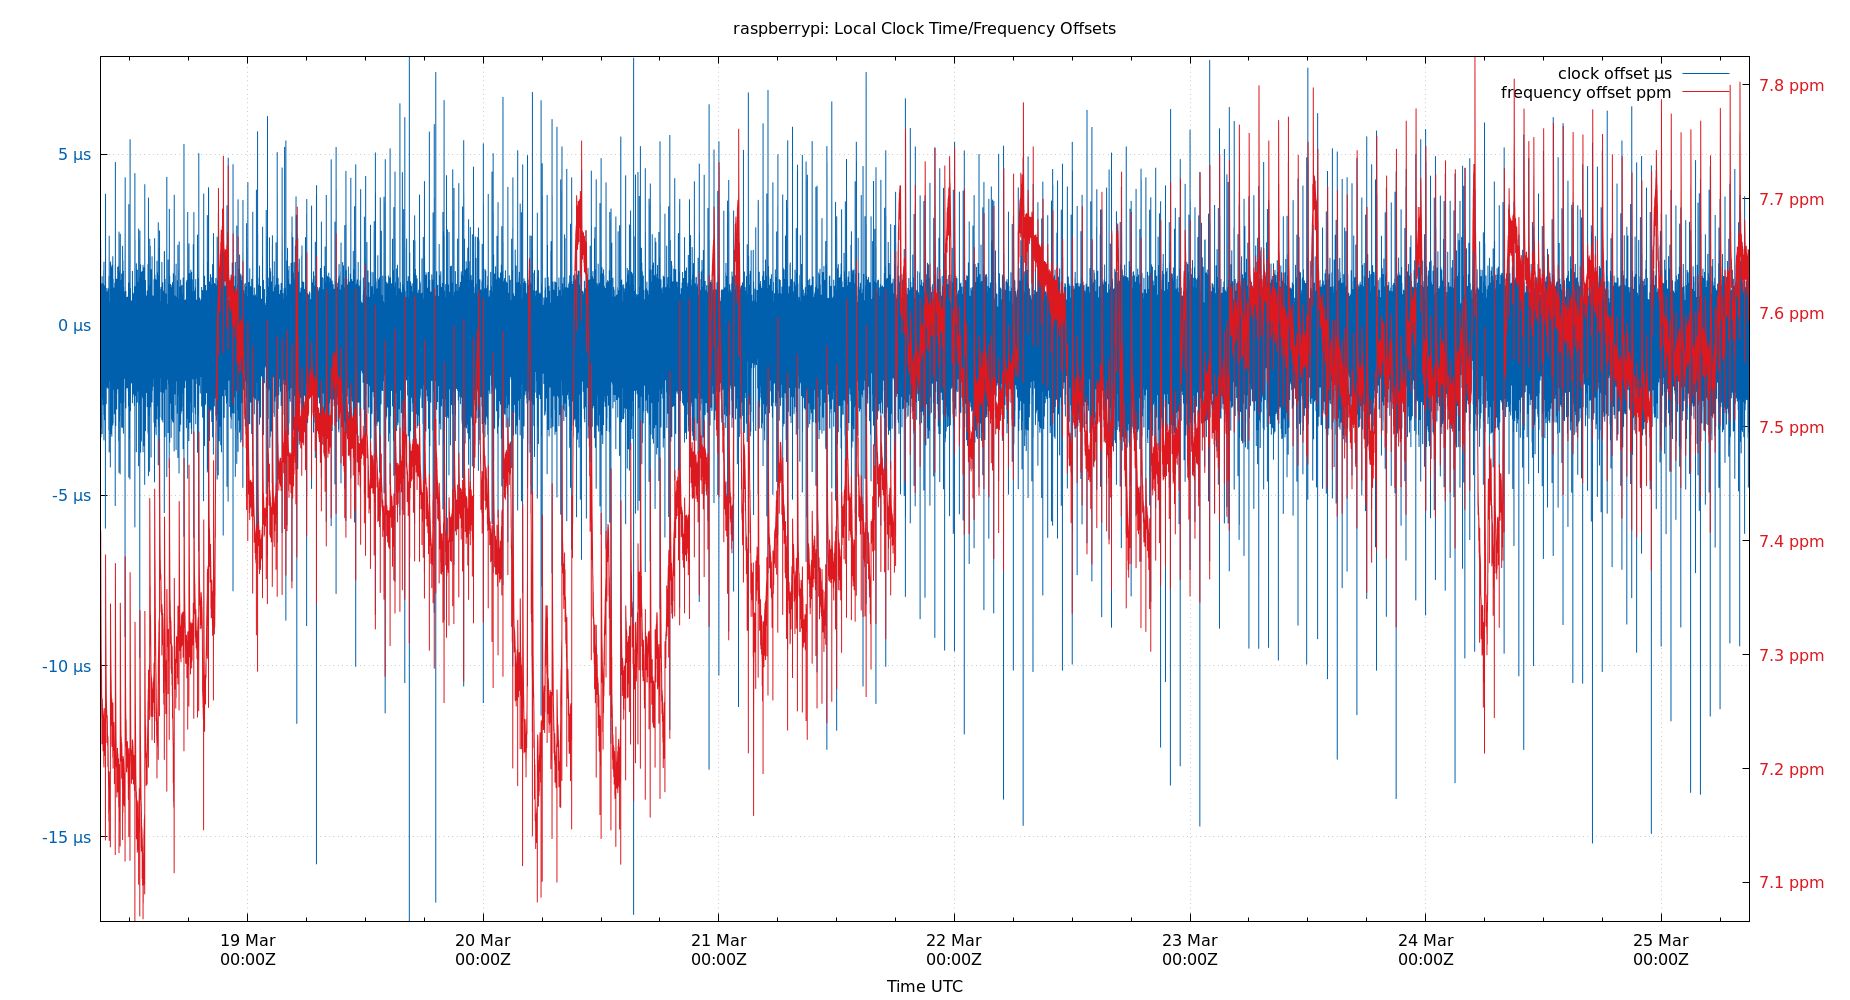 raspberrypi: Local Clock Time/Frequency Offsets
clock offset µs
frequency offset ppm
5 µs
0 µs
-5 µs
-10 µs
-15 µs
7.8 ppm
7.7 ppm
7.6 ppm
7.5 ppm
7.4 ppm
7.3 ppm
7.2 ppm
7.1 ppm
19 Mar
00:00Z
20 Mar
00:00Z
21 Mar
00:00Z
22 Mar
00:00Z
23 Mar
00:00Z
24 Mar
00:00Z
25 Mar
00:00Z
Time UTC